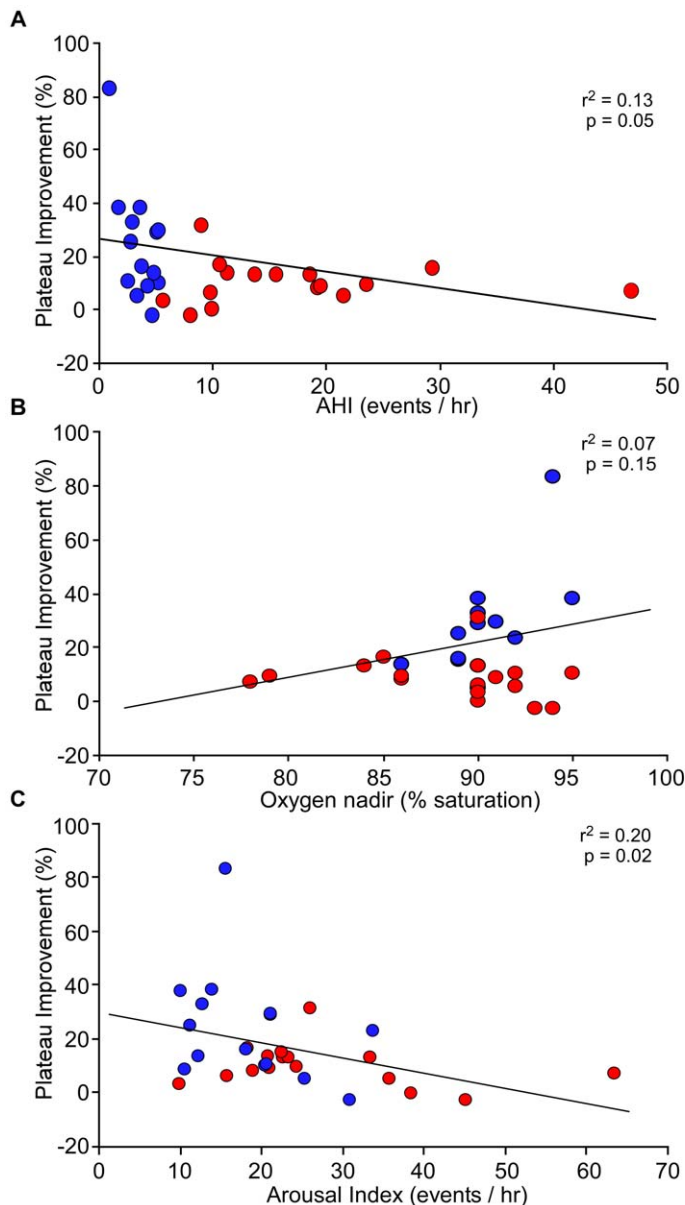 A
100
80
60
40
20
0
-20
Plateau Improvement (%)
r² = 0.13
p = 0.05
0 10 20 30 40 50
AHI (events / hr)
B
100
80
60
40
20
0
-20
Plateau Improvement (%)
r² = 0.07
p = 0.15
70 75 80 85 90 95 100
Oxygen nadir (% saturation)
C
100
80
60
40
20
0
-20
Plateau Improvement (%)
r² = 0.20
p = 0.02
0 10 20 30 40 50 60 70
Arousal Index (events / hr)